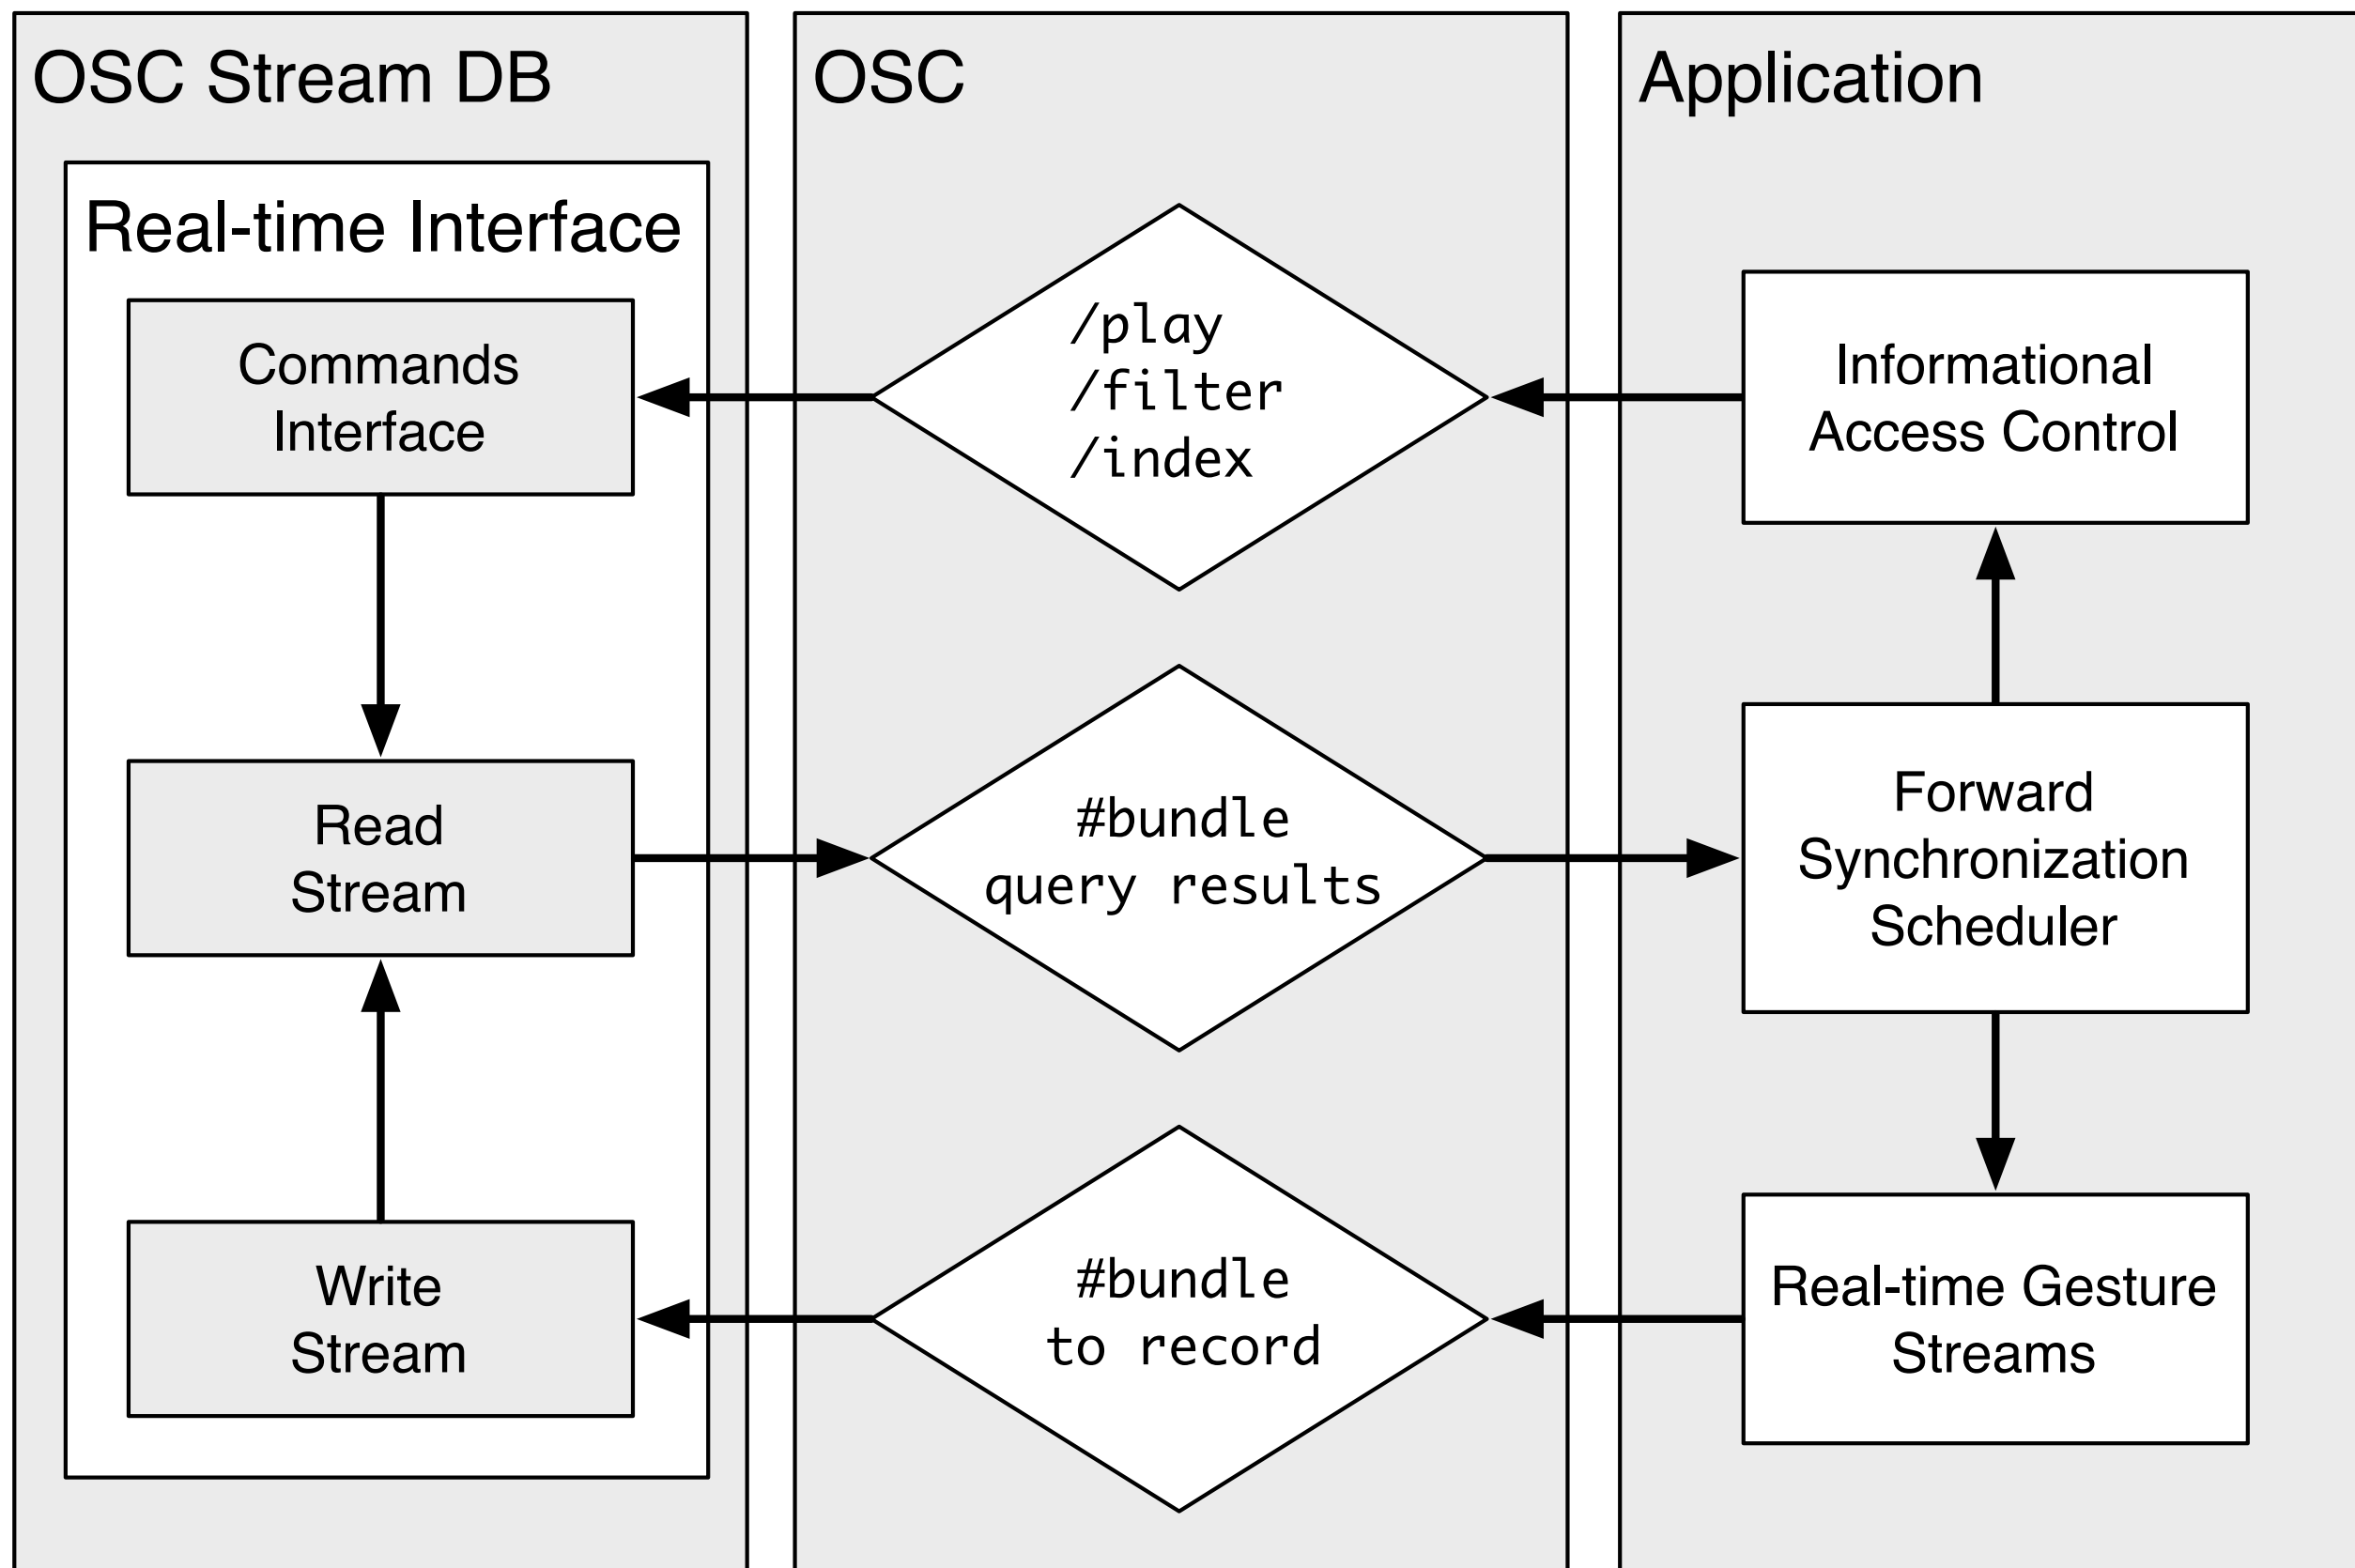 OSC Stream DB
Real-time Interface
Commands
Interface
Read
Stream
Write
Stream
OSC
/play
/filter
/index
#bundle
query results
#bundle
to record
Application
Informational
Access Control
Forward
Synchronization
Scheduler
Real-time Gesture
Streams